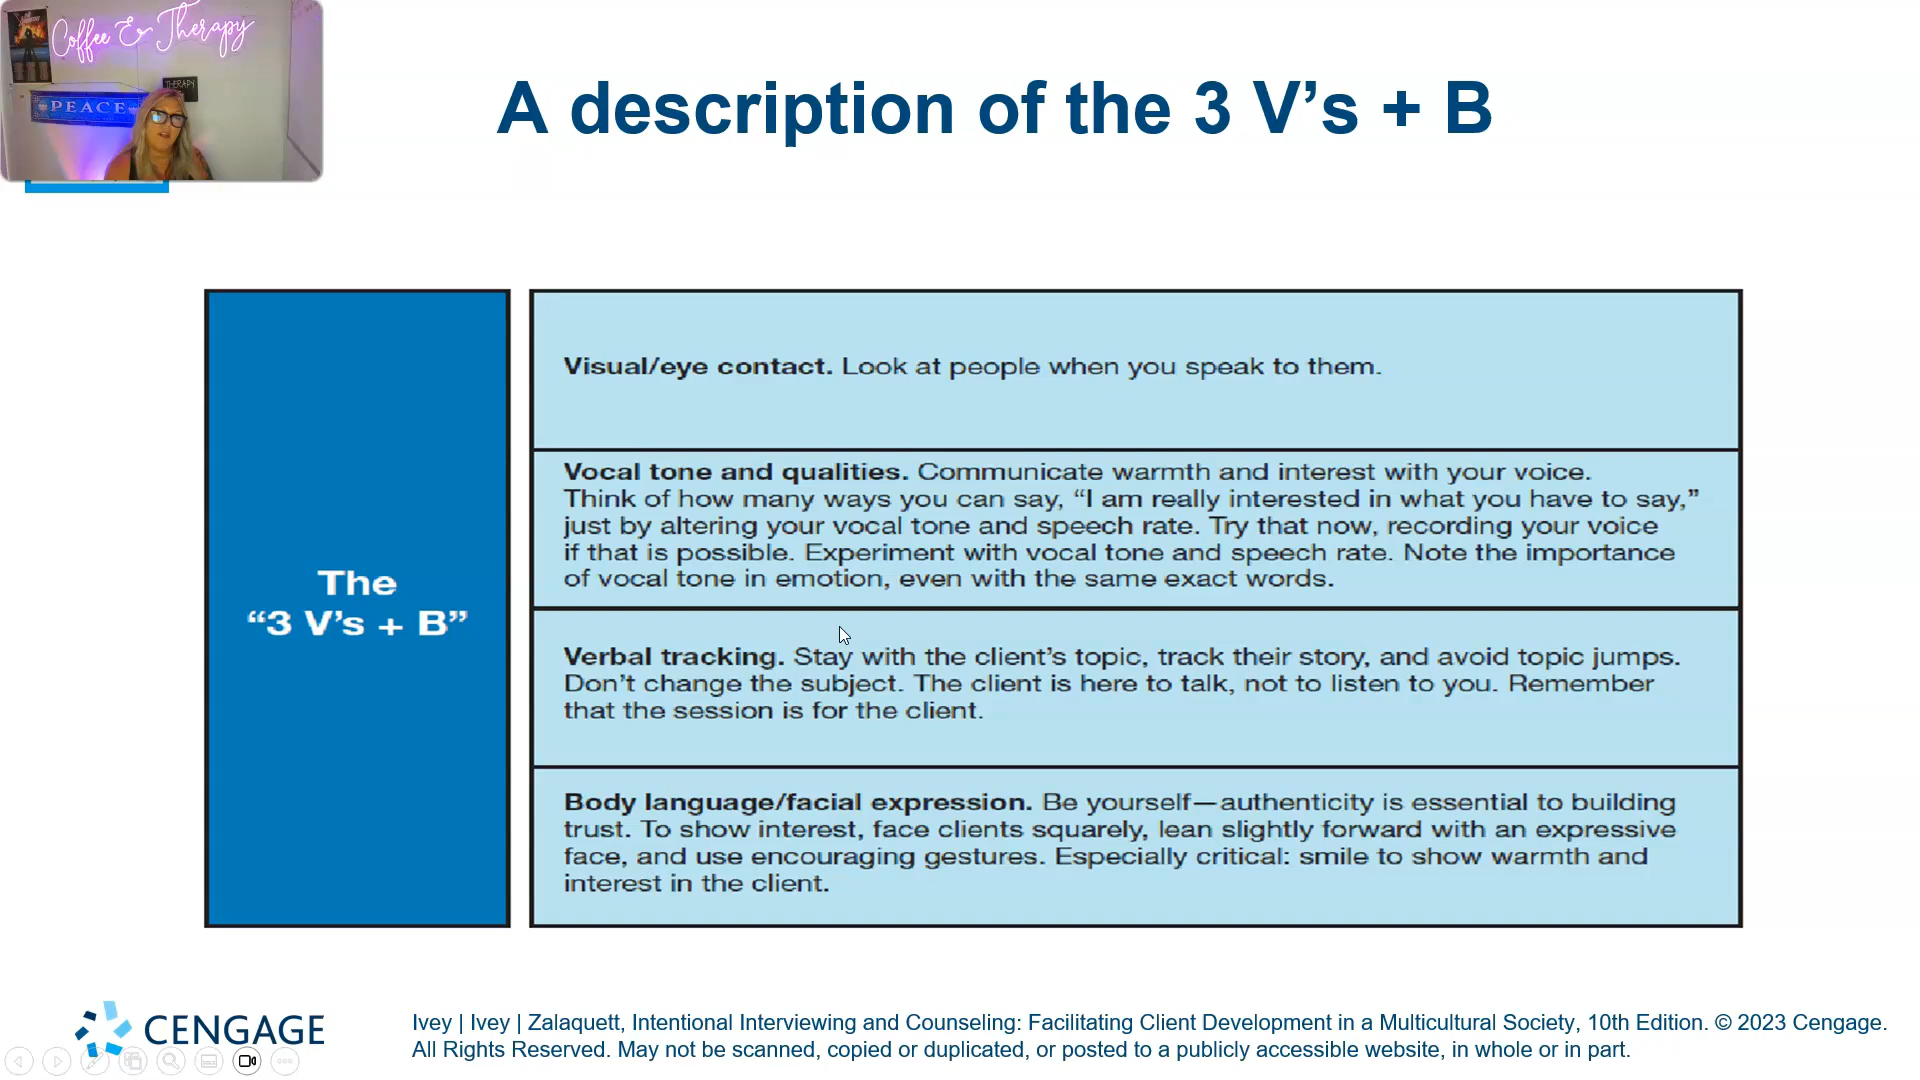 Coffee & Therapy
THERAPY
PEACE
A description of the 3 V’s + B
The
“3 V’s + B”
Visual/eye contact. Look at people when you speak to them.
Vocal tone and qualities. Communicate warmth and interest with your voice.
Think of how many ways you can say, “I am really interested in what you have to say,”
just by altering your vocal tone and speech rate. Try that now, recording your voice
if that is possible. Experiment with vocal tone and speech rate. Note the importance
of vocal tone in emotion, even with the same exact words.
Verbal tracking. Stay with the client’s topic, track their story, and avoid topic jumps.
Don’t change the subject. The client is here to talk, not to listen to you. Remember
that the session is for the client.
Body language/facial expression. Be yourself—authenticity is essential to building
trust. To show interest, face clients squarely, lean slightly forward with an expressive
face, and use encouraging gestures. Especially critical: smile to show warmth and
interest in the client.
CENGAGE
Ivey | Ivey | Zalaquett, Intentional Interviewing and Counseling: Facilitating Client Development in a Multicultural Society, 10th Edition. © 2023 Cengage.
All Rights Reserved. May not be scanned, copied or duplicated, or posted to a publicly accessible website, in whole or in part.